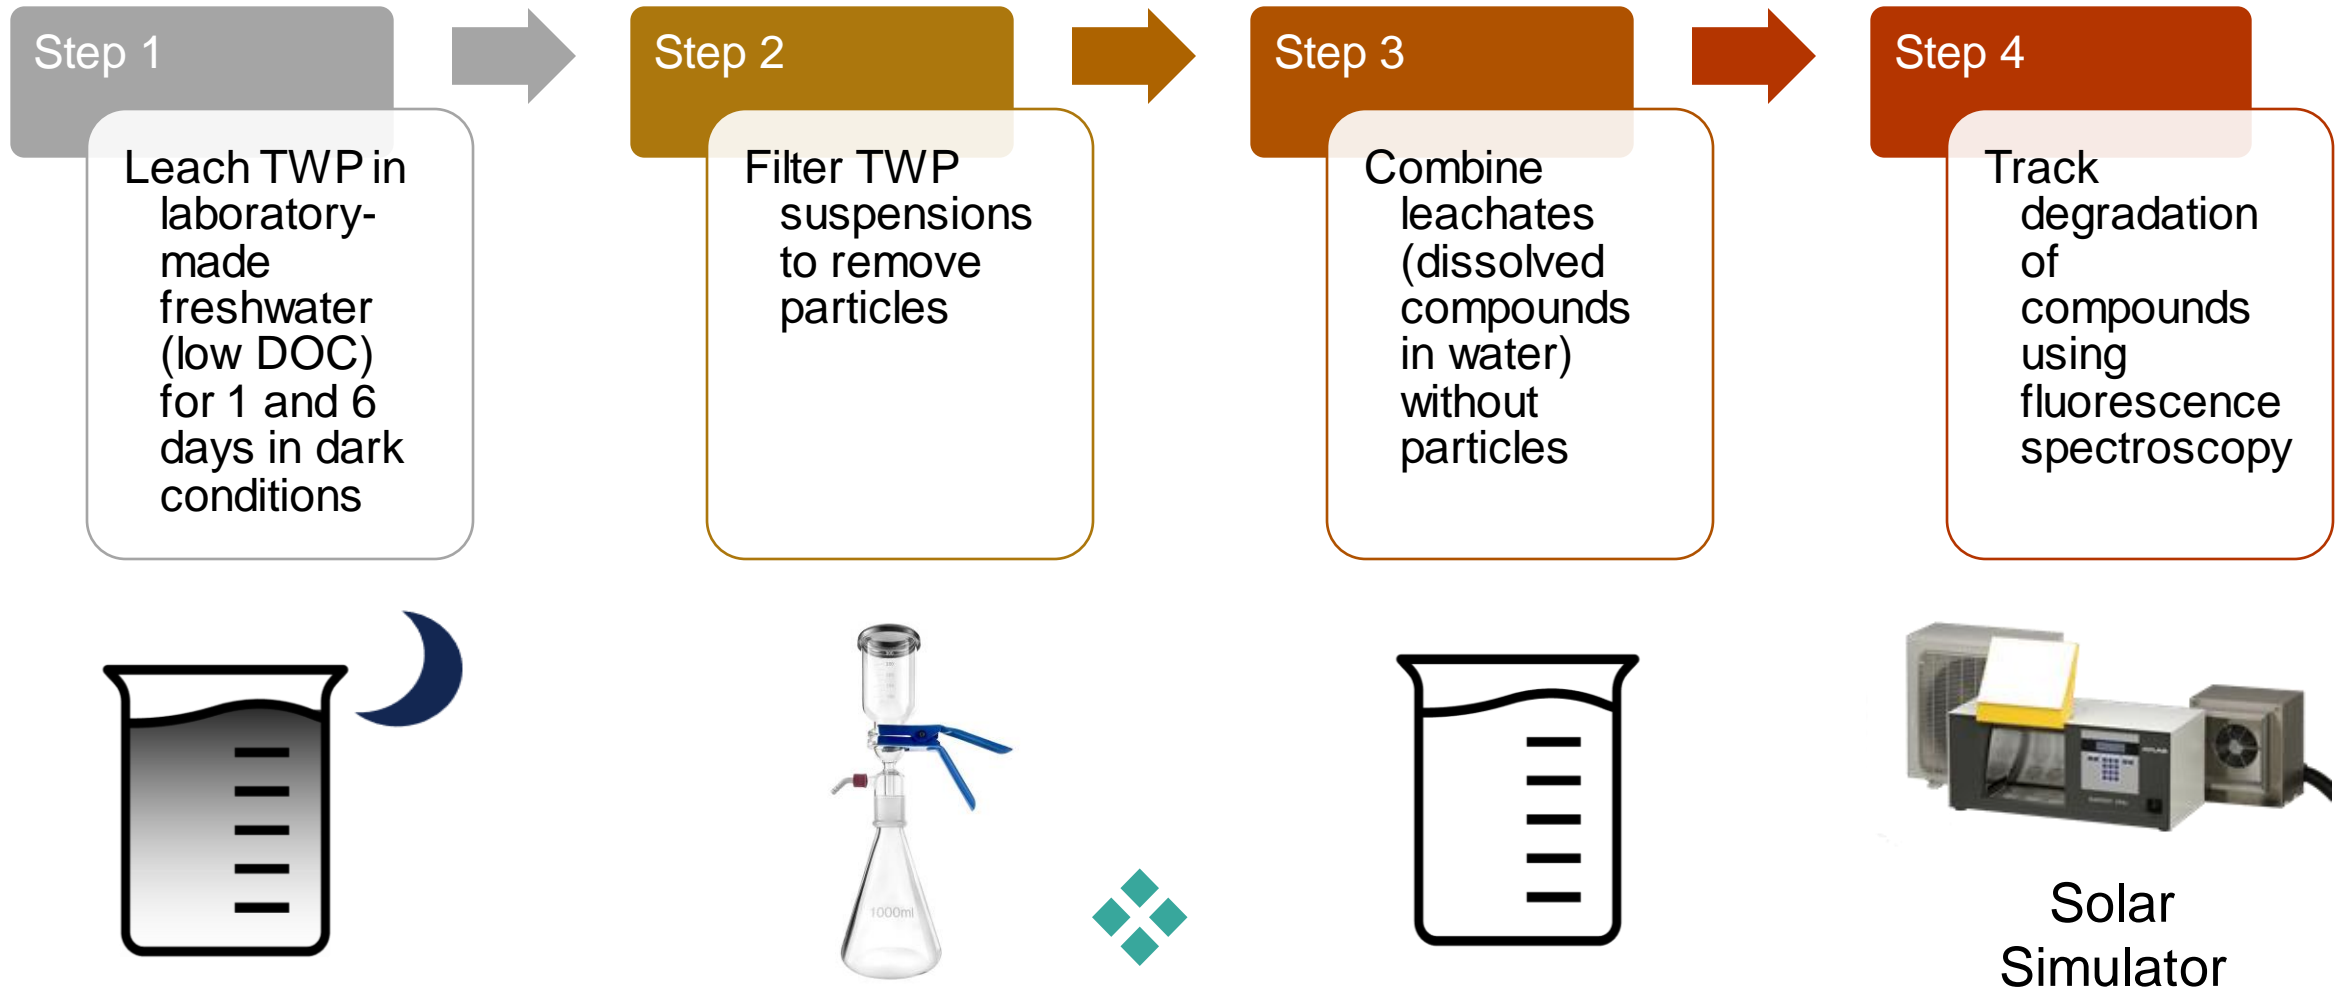 Step 1
Leach TWP in
laboratory-
made
freshwater
(low DOC)
for 1 and 6
days in dark
conditions
Step 2
Filter TWP
suspensions
to remove
particles
Step 3
Combine
leachates
(dissolved
compounds
in water)
without
particles
Step 4
Track
degradation
of
compounds
using
fluorescence
spectroscopy
1000ml
Solar
Simulator